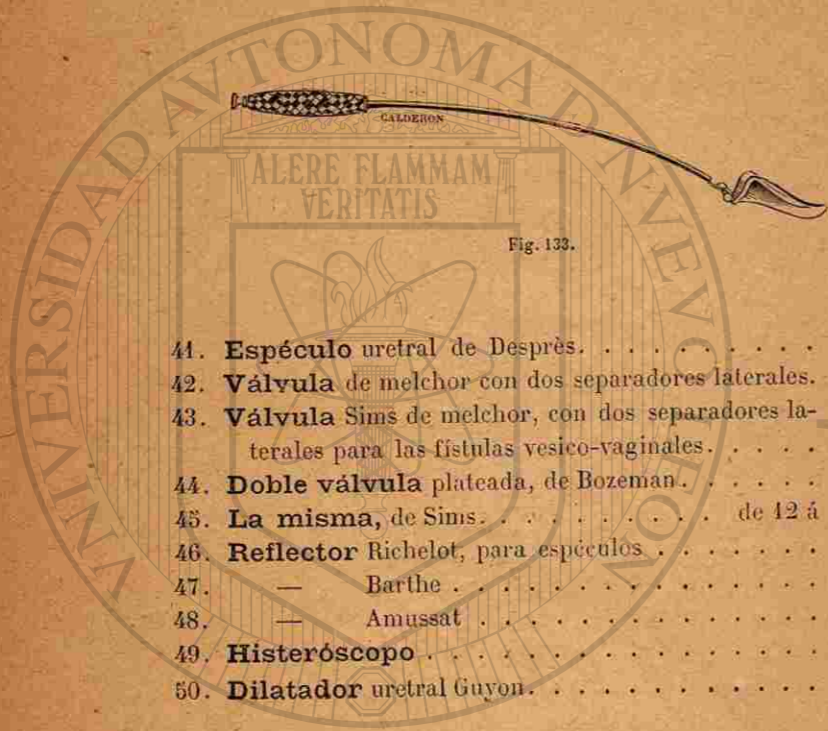 CALDERON
Fig. 133.
UNIVERSIDAD AVTONOMA DE NVEVO LEON
ALERE FLAMMAM
VERITATIS
41. Espéculo uretral de Desprès. . . . . . . . . .
42. Válvula de melchor con dos separadores laterales.
43. Válvula Sims de melchor, con dos separadores la-
terales para las fístulas vesico-vaginales. . . . . .
44. Doble válvula plateada, de Bozeman . . . . . .
45. La misma, de Sims. . . . . . . . . . de 12 á
46. Reflector Richelot, para espéculos . . . . . . .
47. — Barthe . . . . . . . . . . . . . . .
48. — Amussat . . . . . . . . . . . . . .
49. Histeróscopo . . . . . . . . . . . . . . . .
50. Dilatador uretral Guyon. . . . . . . . . . . .